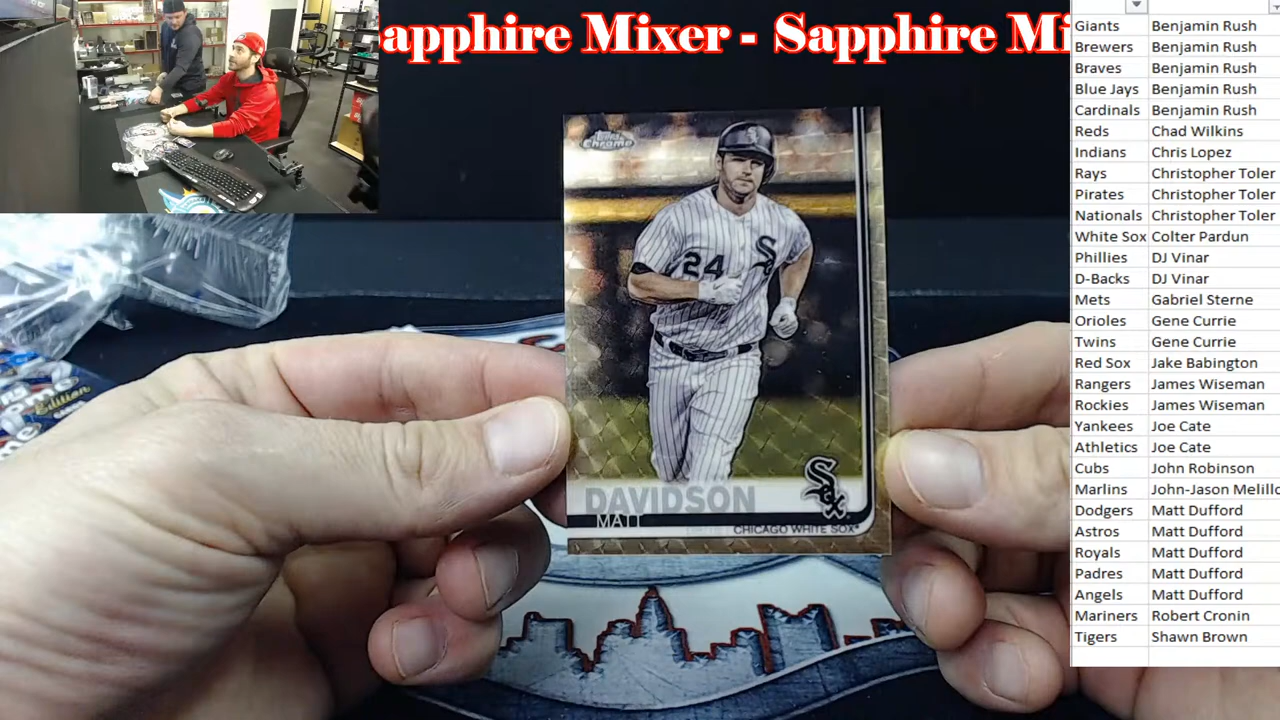 apphire Mixer - Sapphire Mi
Giants Benjamin Rush
Brewers Benjamin Rush
Braves Benjamin Rush
Blue Jays Benjamin Rush
Cardinals Benjamin Rush
Reds Chad Wilkins
Indians Chris Lopez
Rays Christopher Toler
Pirates Christopher Toler
Nationals Christopher Toler
White Sox Colter Pardun
Phillies DJ Vinar
D-Backs DJ Vinar
Mets Gabriel Sterne
Orioles Gene Currie
Twins Gene Currie
Red Sox Jake Babington
Rangers James Wiseman
Rockies James Wiseman
Yankees Joe Cate
Athletics Joe Cate
Cubs John Robinson
Marlins John-Jason Melillo
Dodgers Matt Dufford
Astros Matt Dufford
Royals Matt Dufford
Padres Matt Dufford
Angels Matt Dufford
Mariners Robert Cronin
Tigers Shawn Brown
Topps
Chrome
Sox
24
DAVIDSON
MATT
Sox
CHICAGO WHITE SOX
Edition